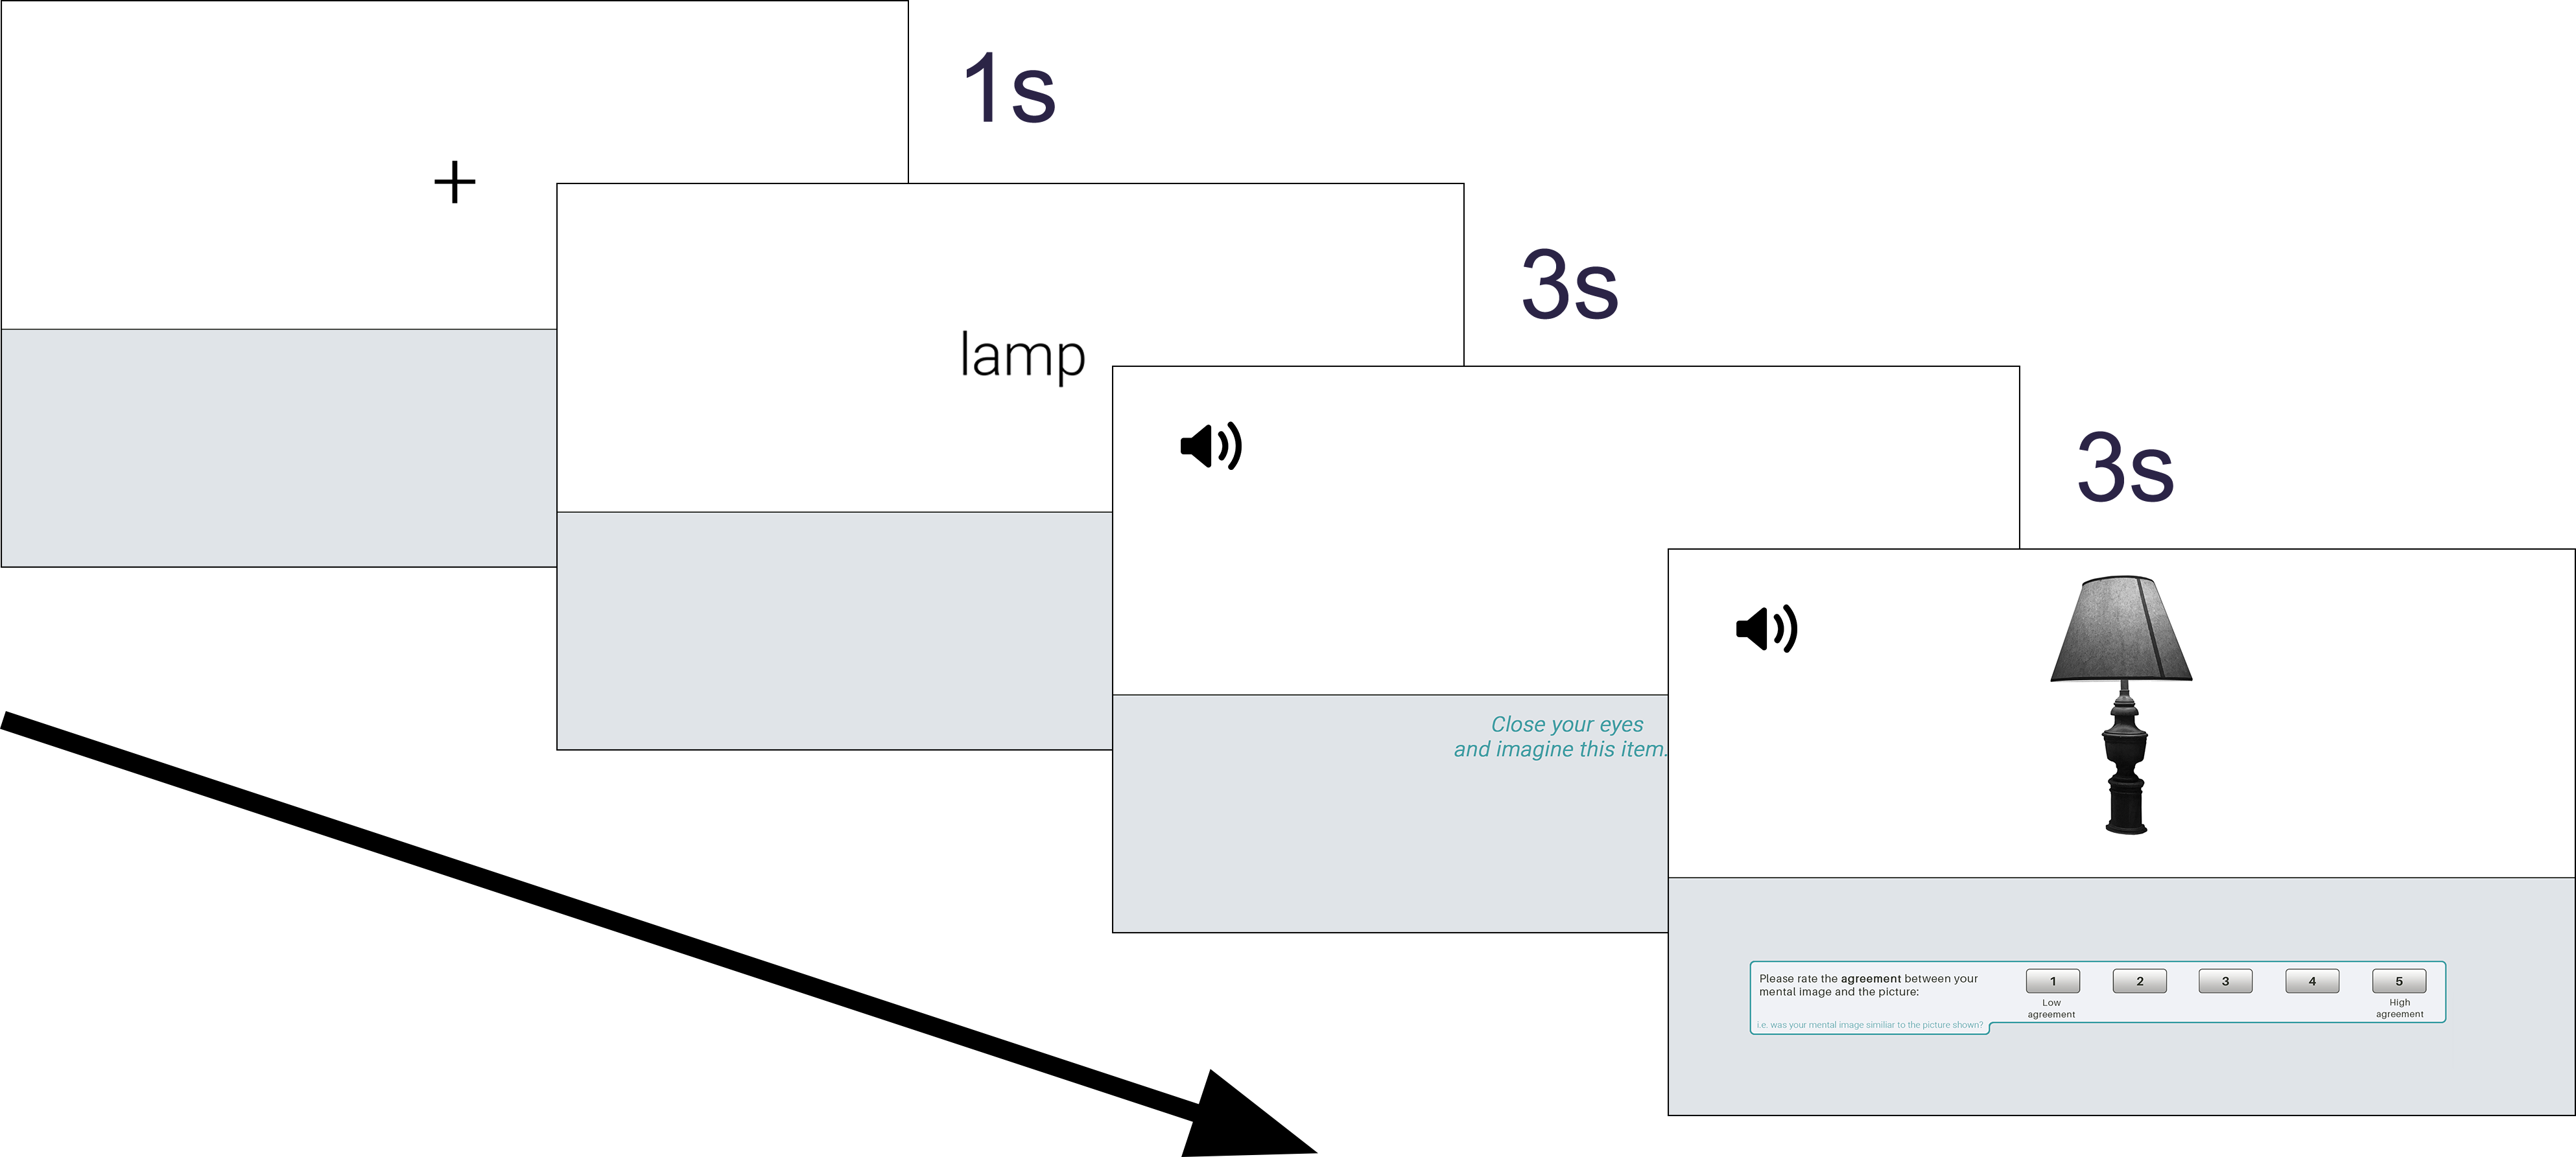 +
1s
lamp
3s
Close your eyes
and imagine this item.
3s
Please rate the agreement between your
mental image and the picture:
i.e. was your mental image similiar to the picture shown?
1 2 3 4 5
Low
agreement
High
agreement